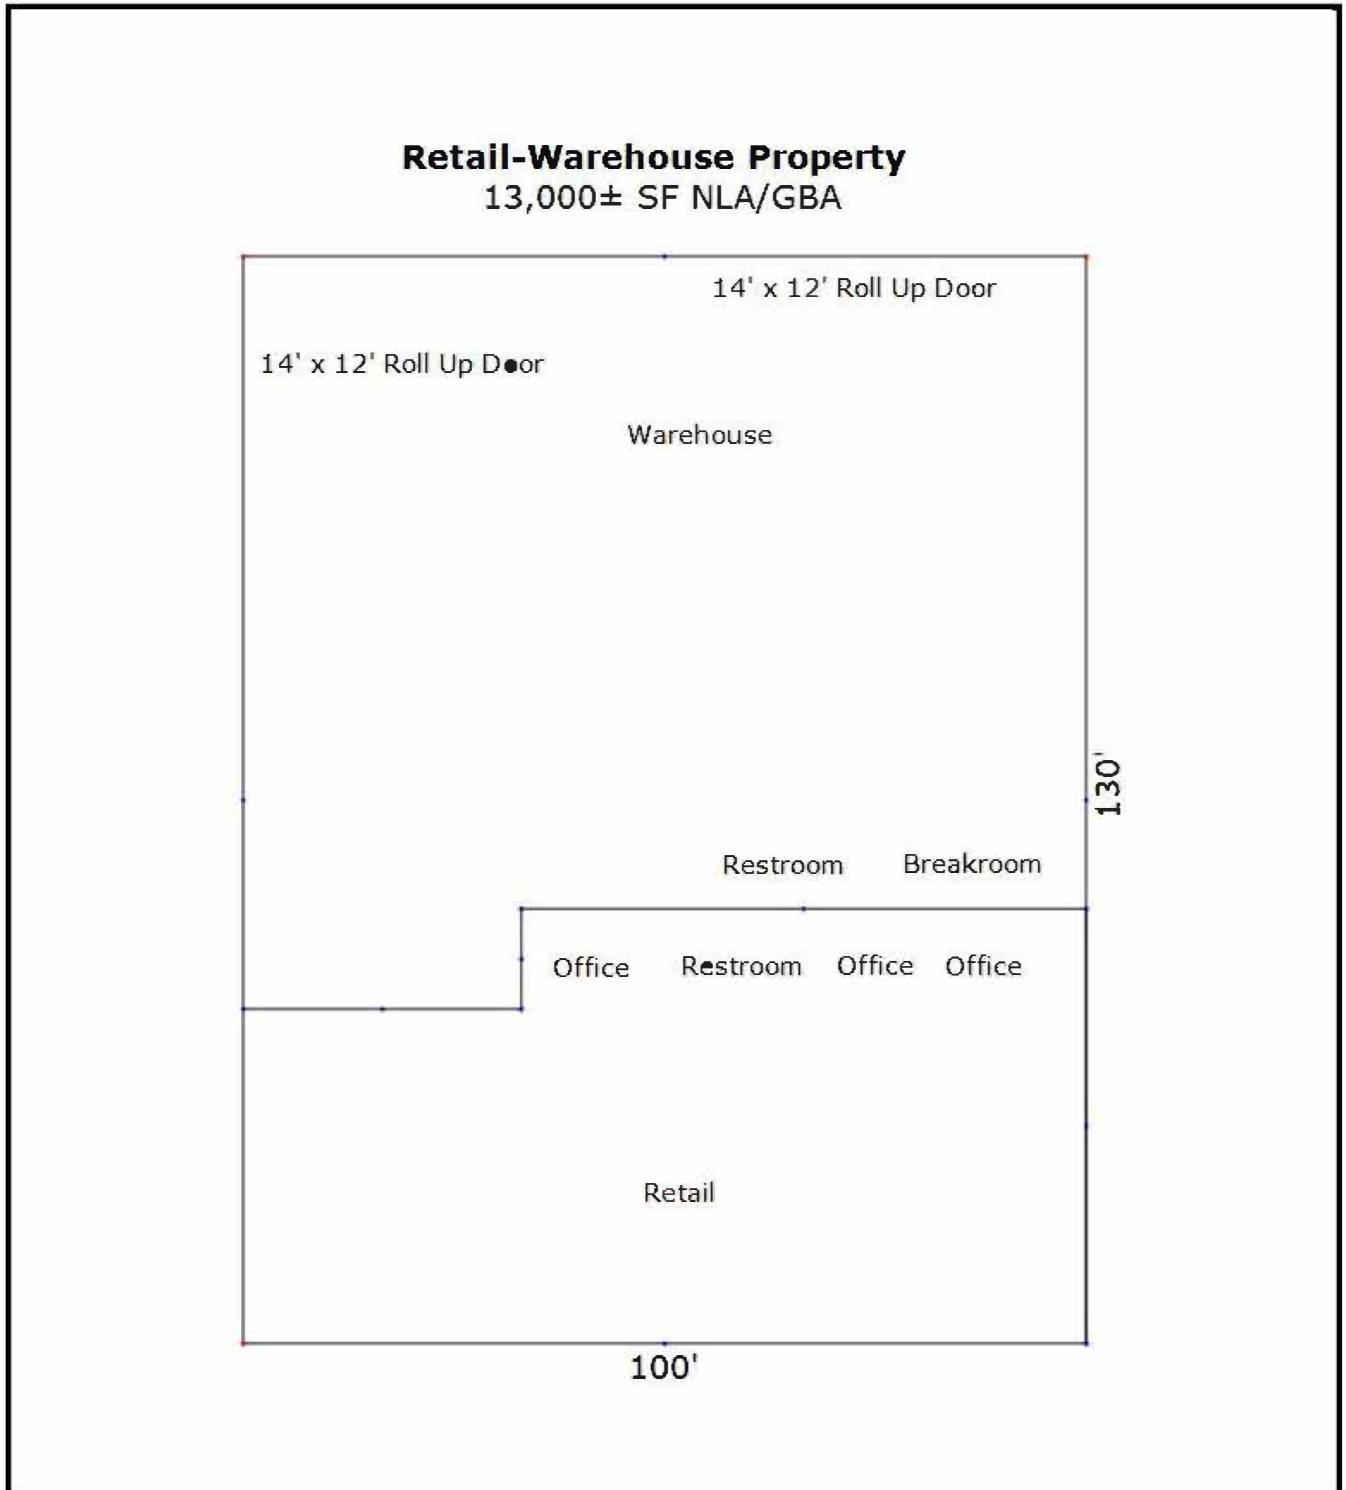 Retail-Warehouse Property
13,000± SF NLA/GBA
14' x 12' Roll Up Door
14' x 12' Roll Up Door
Warehouse
130'
Restroom Breakroom
Office Restroom Office Office
Retail
100'